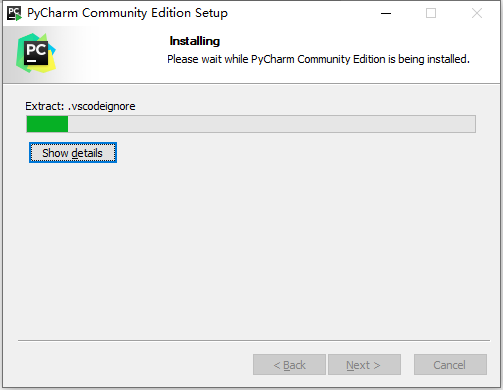 PC PyCharm Community Edition Setup
PC
Installing
Please wait while PyCharm Community Edition is being installed.
Extract: .vscodeignore
Show details
< Back
Next >
Cancel